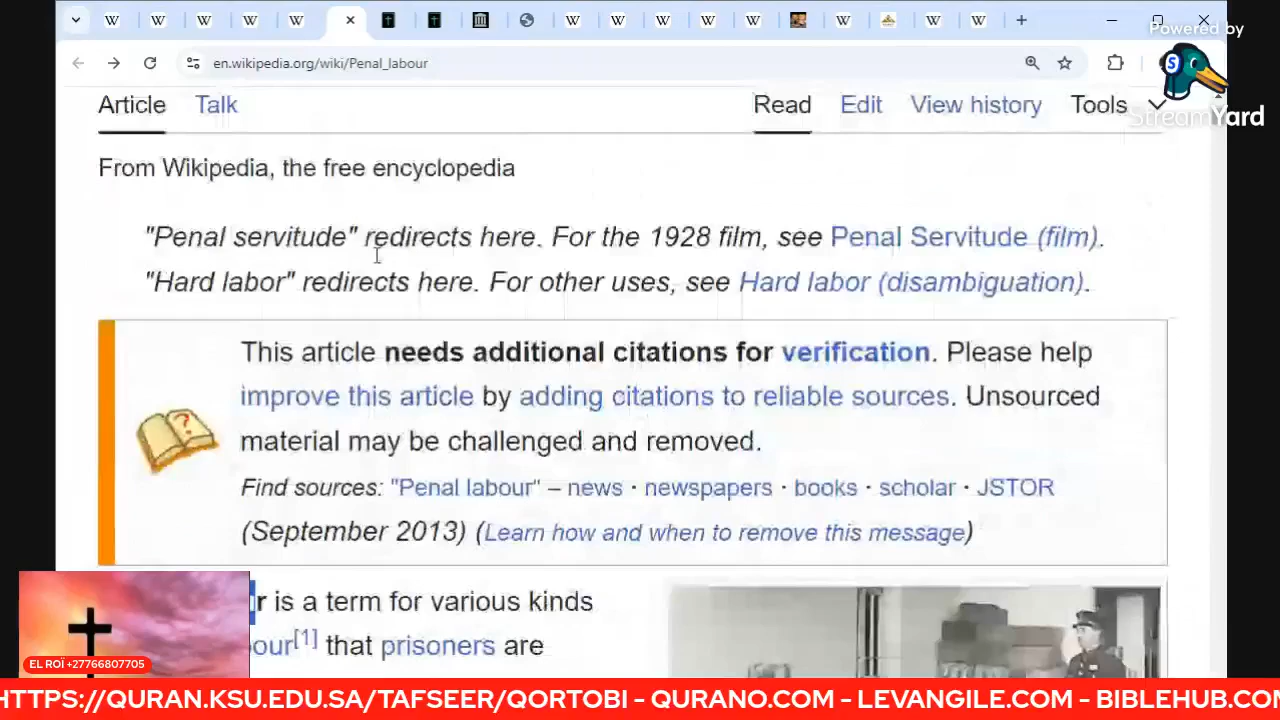 en.wikipedia.org/wiki/Penal_labour
Powered by
StreamYard
Article Talk Read Edit View history Tools
From Wikipedia, the free encyclopedia
"Penal servitude" redirects here. For the 1928 film, see Penal Servitude (film).
"Hard labor" redirects here. For other uses, see Hard labor (disambiguation).
This article needs additional citations for verification. Please help
improve this article by adding citations to reliable sources. Unsourced
material may be challenged and removed.
Find sources: "Penal labour" – news · newspapers · books · scholar · JSTOR
(September 2013) (Learn how and when to remove this message)
r is a term for various kinds
our[1] that prisoners are
EL ROÏ +27766807705
HTTPS://QURAN.KSU.EDU.SA/TAFSEER/QORTOBI - QURANO.COM - LEVANGILE.COM - BIBLEHUB.CO